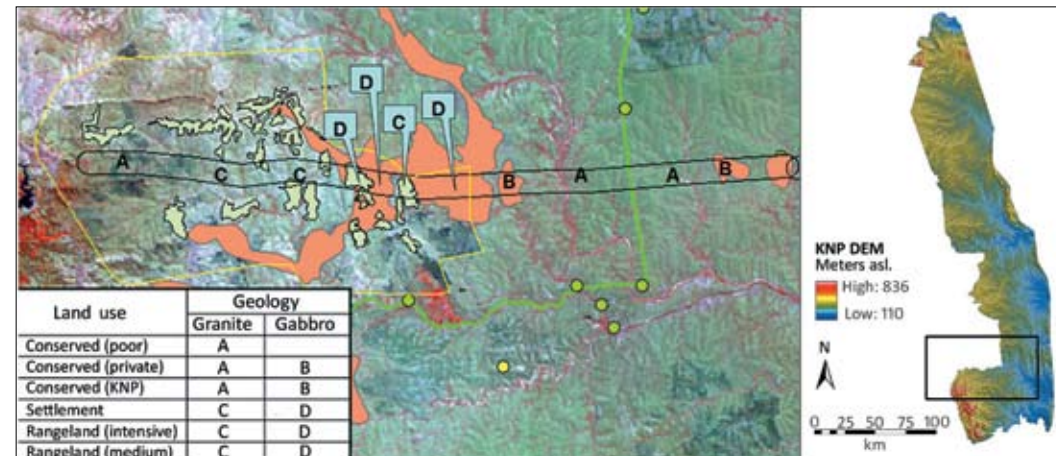 D
D
C
D
D
A
C
C
B
A
A
B
Land use
Geology
Granite Gabbro
Conserved (poor) A
Conserved (private) A B
Conserved (KNP) A B
Settlement C D
Rangeland (intensive) C D
Rangeland (medium) C D
KNP DEM
Meters asl.
High: 836
Low: 110
N
0 25 50 75 100
km